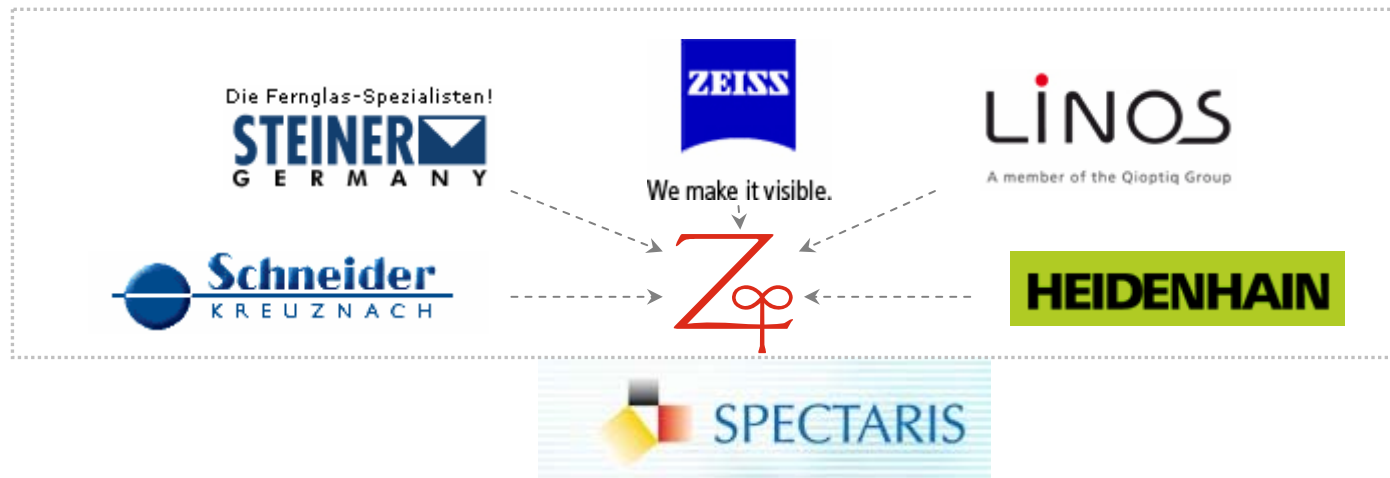 Die Fernglas-Spezialisten!
STEINER
GERMANY
ZEISS
We make it visible.
LINOS
A member of the Qioptiq Group
Schneider
KREUZNACH
HEIDENHAIN
SPECTARIS